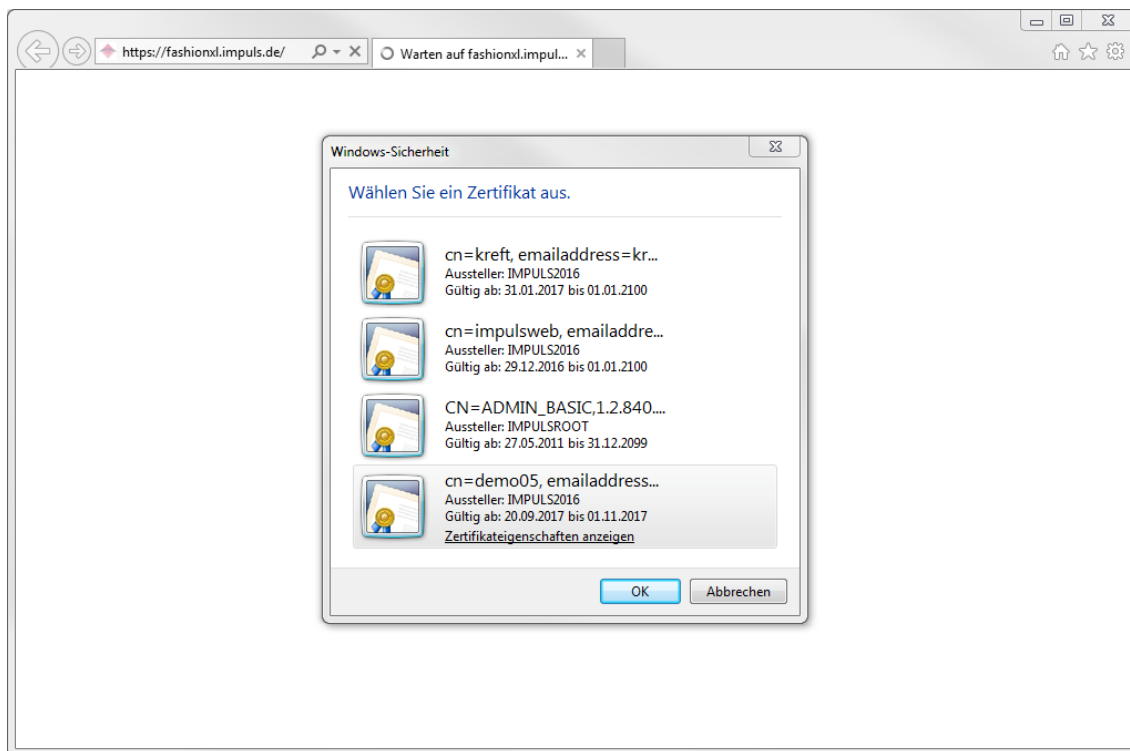 https://fashionxl.impuls.de/
Warten auf fashionxl.impul...
Windows-Sicherheit
Wählen Sie ein Zertifikat aus.
cn=kreft, emailaddress=kr...
Aussteller: IMPULS2016
Gültig ab: 31.01.2017 bis 01.01.2100
cn=impulsweb, emailaddre...
Aussteller: IMPULS2016
Gültig ab: 29.12.2016 bis 01.01.2100
CN=ADMIN_BASIC,1.2.840....
Aussteller: IMPULSROOT
Gültig ab: 27.05.2011 bis 31.12.2099
cn=demo05, emailaddress...
Aussteller: IMPULS2016
Gültig ab: 20.09.2017 bis 01.11.2017
Zertifikateigenschaften anzeigen
OK
Abbrechen